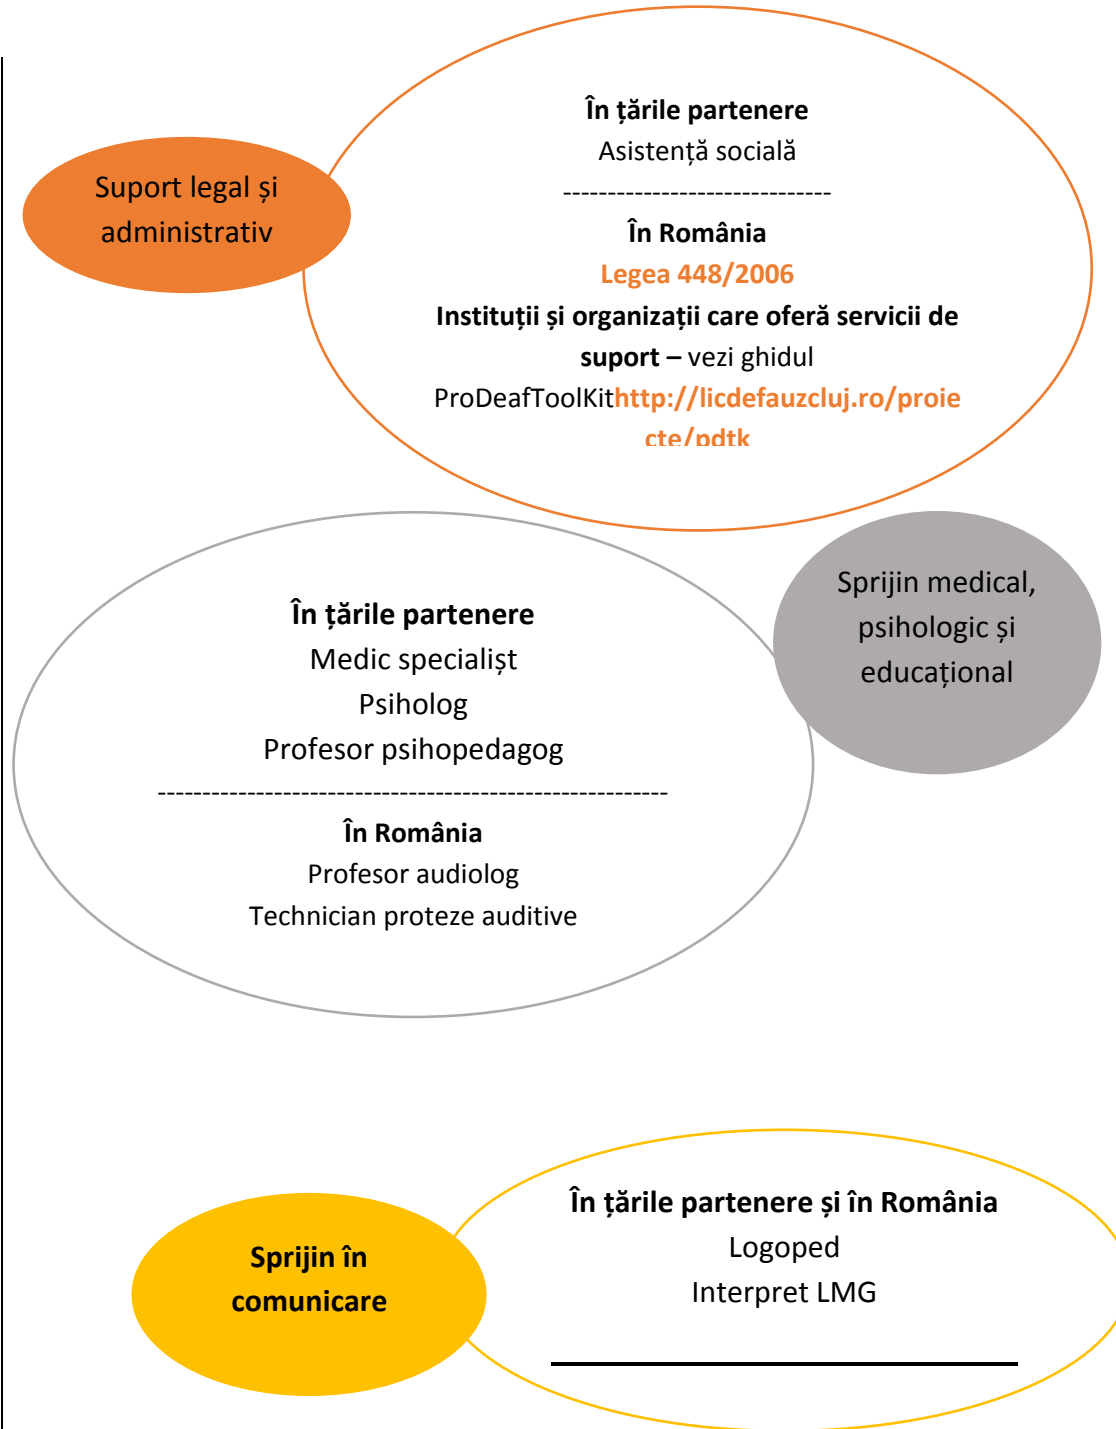 Suport legal și
administrativ
În țările partenere
Asistență socială
------------------------------
În România
Legea 448/2006
Instituții și organizații care oferă servicii de
suport – vezi ghidul
ProDeafToolKithttp://licdefauzcluj.ro/proie
cte/pdtk
Sprijin medical,
psihologic și
educațional
În țările partenere
Medic specialișt
Psiholog
Profesor psihopedagog
---------------------------------------------------------
În România
Profesor audiolog
Technician proteze auditive
Sprijin în
comunicare
În țările partenere și în România
Logoped
Interpret LMG